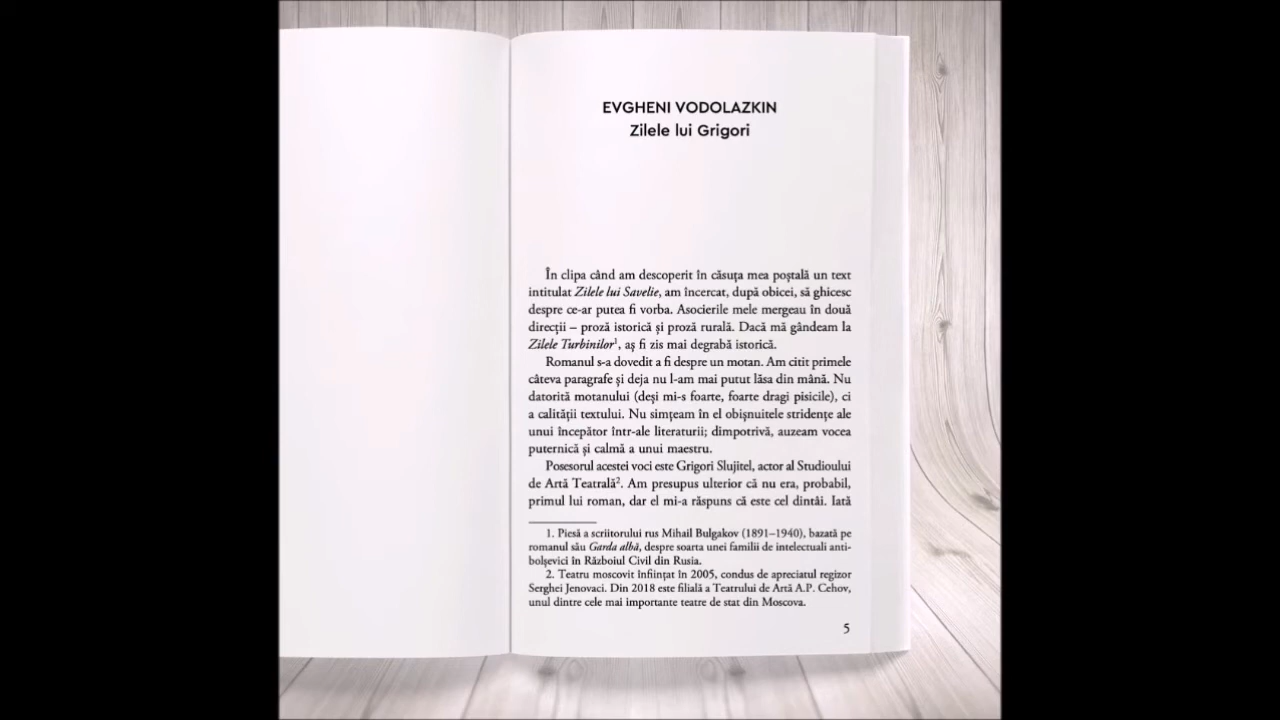 EVGHENI VODOLAZKIN
Zilele lui Grigori
În clipa când am descoperit în căsuța mea poștală un text
intitulat Zilele lui Savelie, am încercat, după obicei, să ghicesc
despre ce-ar putea fi vorba. Asocierile mele mergeau în două
direcții – proză istorică și proză rurală. Dacă mă gândeam la
Zilele Turbinilor¹, aș fi zis mai degrabă istorică.
Romanul s-a dovedit a fi despre un motan. Am citit primele
câteva paragrafe și deja nu l-am mai putut lăsa din mână. Nu
datorită motanului (deși mi-s foarte, foarte dragi pisicile), ci
a calității textului. Nu simțeam în el obișnuitele stridențe ale
unui începător într-ale literaturii; dimpotrivă, auzeam vocea
puternică și calmă a unui maestru.
Posesorul acestei voci este Grigori Slujitel, actor al Studioului
de Artă Teatrală². Am presupus ulterior că nu era, probabil,
primul lui roman, dar el mi-a răspuns că este cel dintâi. Iată
1. Piesă a scriitorului rus Mihail Bulgakov (1891–1940), bazată pe
romanul său Garda albă, despre soarta unei familii de intelectuali anti-
bolșevici în Războiul Civil din Rusia.
2. Teatru moscovit înființat în 2005, condus de apreciatul regizor
Serghei Jenovaci. Din 2018 este filială a Teatrului de Artă A.P. Cehov,
unul dintre cele mai importante teatre de stat din Moscova.
5